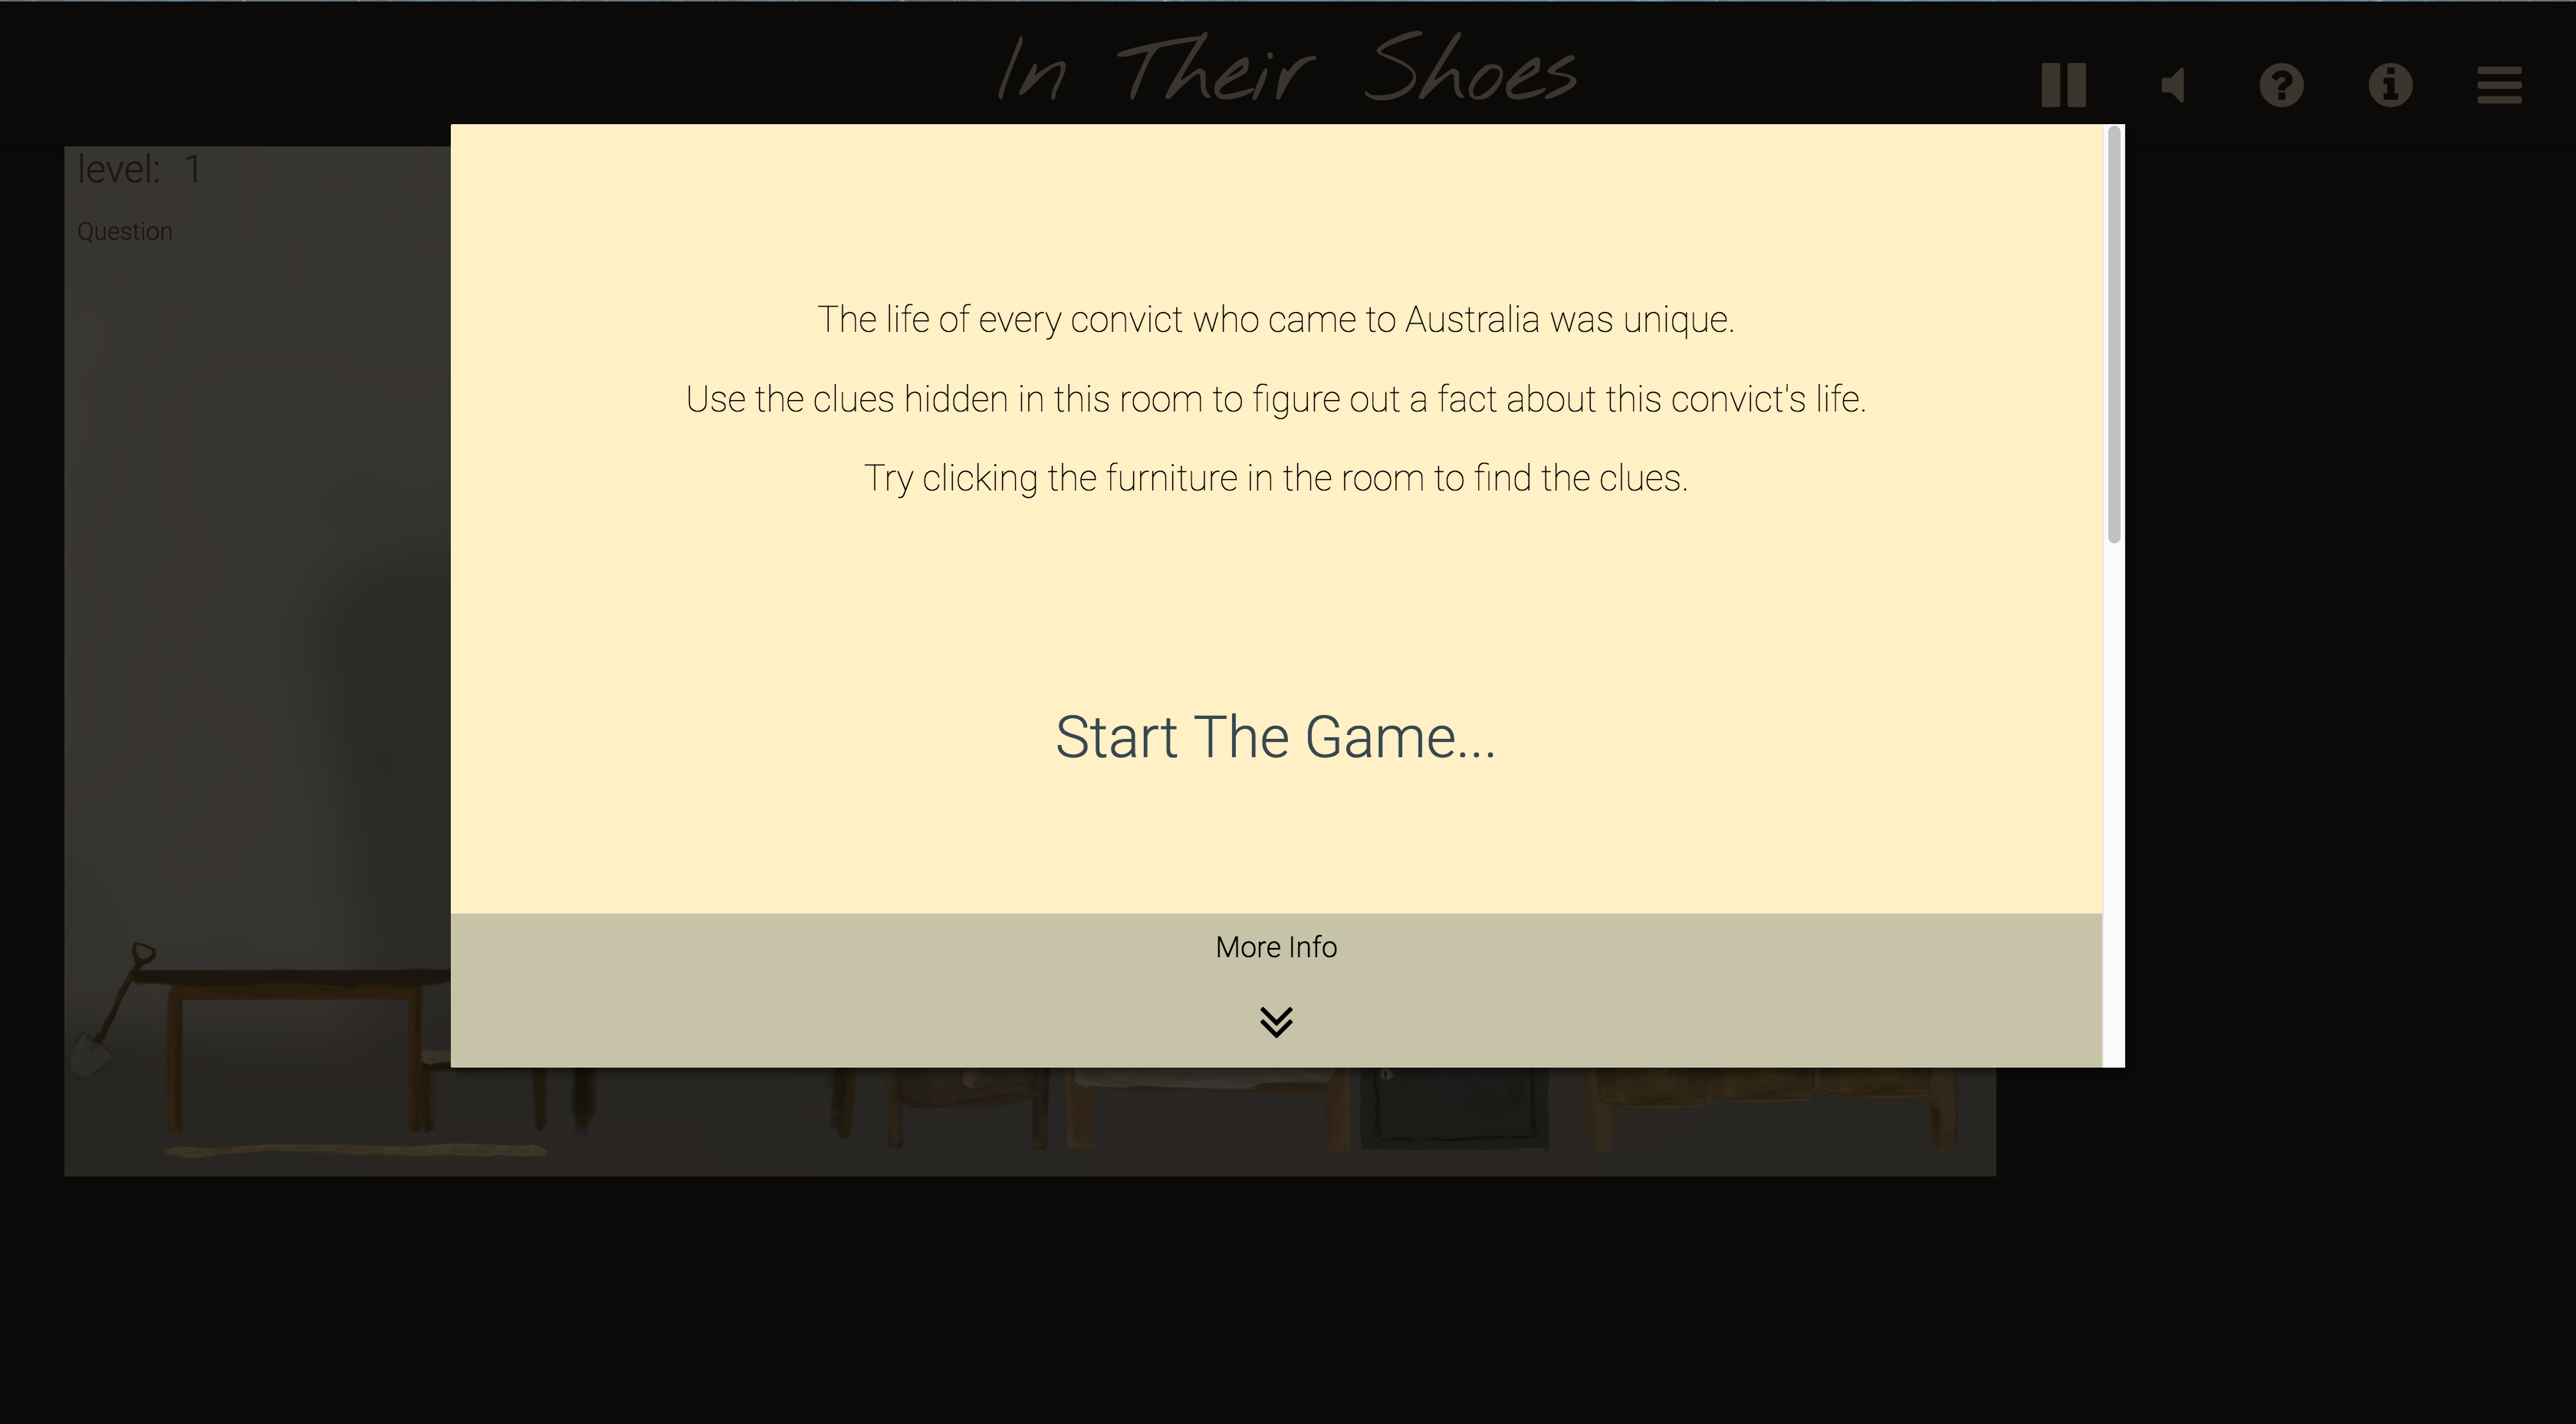 In Their Shoes
level: 1
Question
The life of every convict who came to Australia was unique.
Use the clues hidden in this room to figure out a fact about this convict's life.
Try clicking the furniture in the room to find the clues.
Start The Game...
More Info